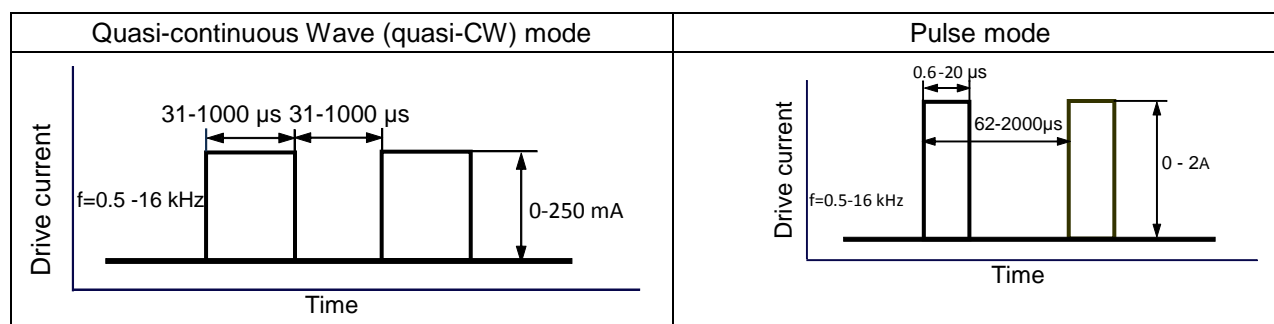 Quasi-continuous Wave (quasi-CW) mode
31-1000 µs 31-1000 µs
f=0.5 -16 kHz
0-250 mA
Drive current
Time
Pulse mode
0.6-20 µs
62-2000µs
0 - 2A
f=0.5-16 kHz
Drive current
Time